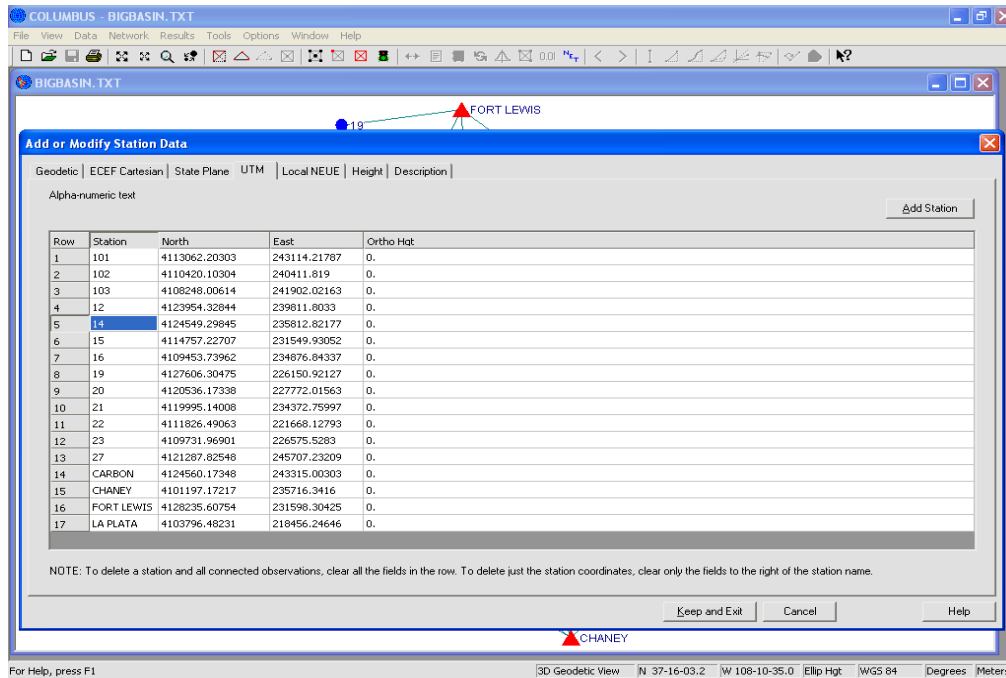 COLUMBUS - BIGBASIN.TXT
File View Data Network Results Tools Options Window Help
0.01
BIGBASIN.TXT
FORT LEWIS
19
Add or Modify Station Data
Geodetic ECEF Cartesian State Plane UTM Local NEUE Height Description
Alpha-numeric text
Add Station
Row Station North East Ortho Hgt
1 101 4113062.20303 243114.21787 0.
2 102 4110420.10304 240411.819 0.
3 103 4108248.00614 241902.02163 0.
4 12 4123954.32844 239811.8033 0.
5 14 4124549.29845 235812.82177 0.
6 15 4114757.22707 231549.93052 0.
7 16 4109453.73962 234876.84337 0.
8 19 4127606.30475 226150.92127 0.
9 20 4120536.17338 227772.01563 0.
10 21 4119995.14008 234372.75997 0.
11 22 4111826.49063 221668.12793 0.
12 23 4109731.96901 226575.5283 0.
13 27 4121287.82548 245707.23209 0.
14 CARBON 4124560.17348 243315.00303 0.
15 CHANEY 4101197.17217 235716.3416 0.
16 FORT LEWIS 4128235.60754 231598.30425 0.
17 LA PLATA 4103796.48231 218456.24646 0.
NOTE: To delete a station and all connected observations, clear all the fields in the row. To delete just the station coordinates, clear only the fields to the right of the station name.
Keep and Exit Cancel Help
CHANEY
For Help, press F1 3D Geodetic View N 37-16-03.2 W 108-10-35.0 Ellip Hgt WGS 84 Degrees Meter